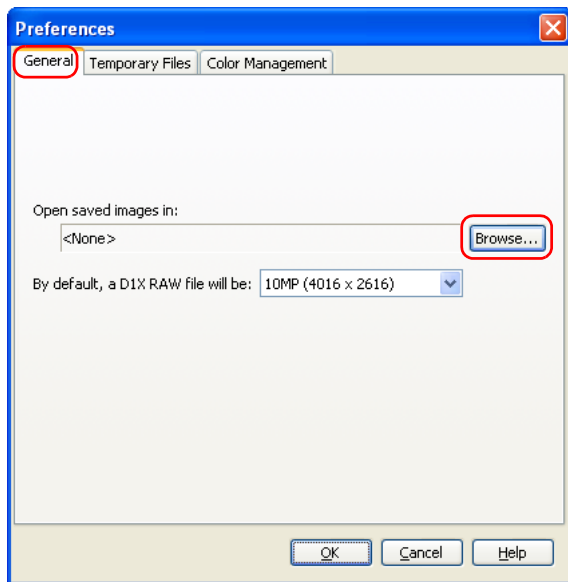 Preferences
General Temporary Files Color Management
Open saved images in:
<None> Browse...
By default, a D1X RAW file will be: 10MP (4016 x 2616)
OK Cancel Help